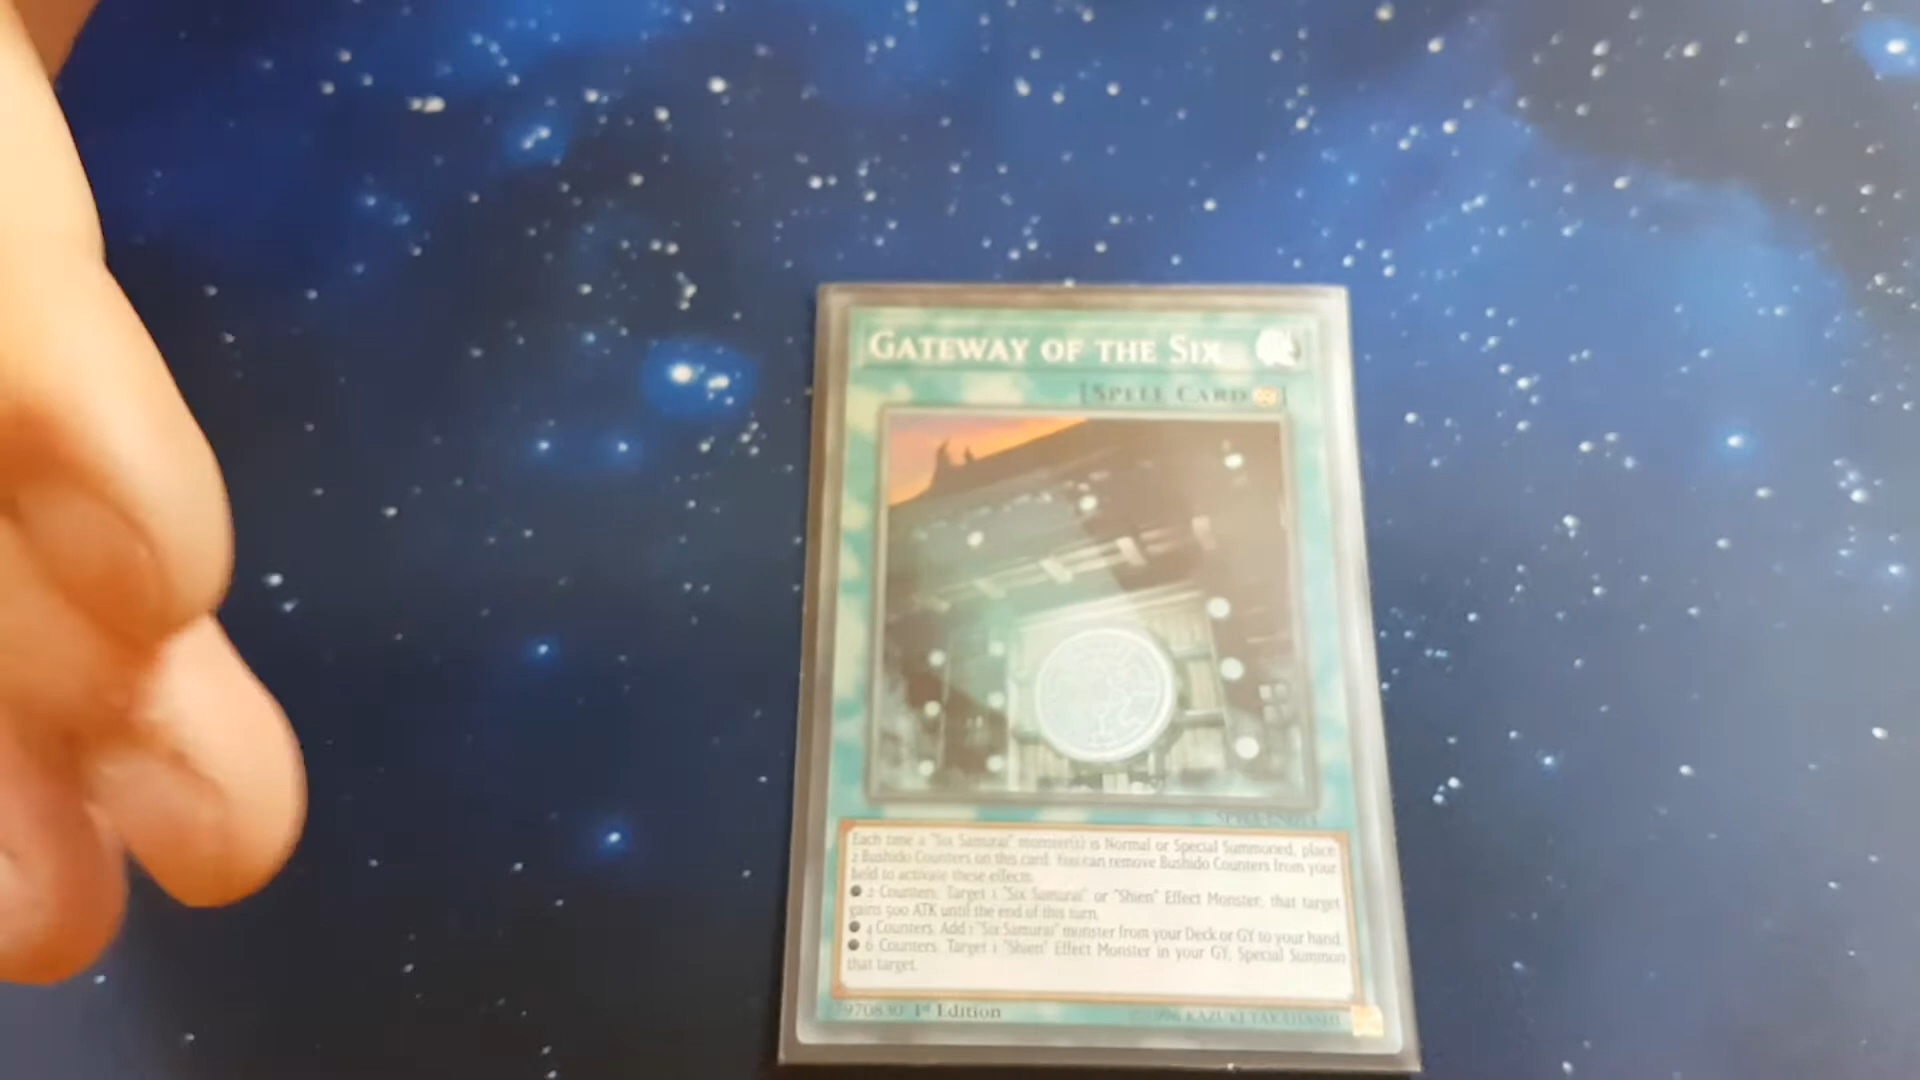 GATEWAY OF THE SIX
[SPELL CARD ]
Each time a "Six Samurai" monster(s) is Normal or Special Summoned, place
2 Bushido Counters on this card. You can remove Bushido Counters from your
field to activate these effects.
● 2 Counters: Target 1 "Six Samurai" or "Shien" Effect Monster; that target
gains 500 ATK until the end of this turn.
● 4 Counters: Add 1 "Six Samurai" monster from your Deck or GY to your hand.
● 6 Counters: Target 1 "Shien" Effect Monster in your GY; Special Summon
that target.
1st Edition
1996 KAZUKI TAKAHASHI